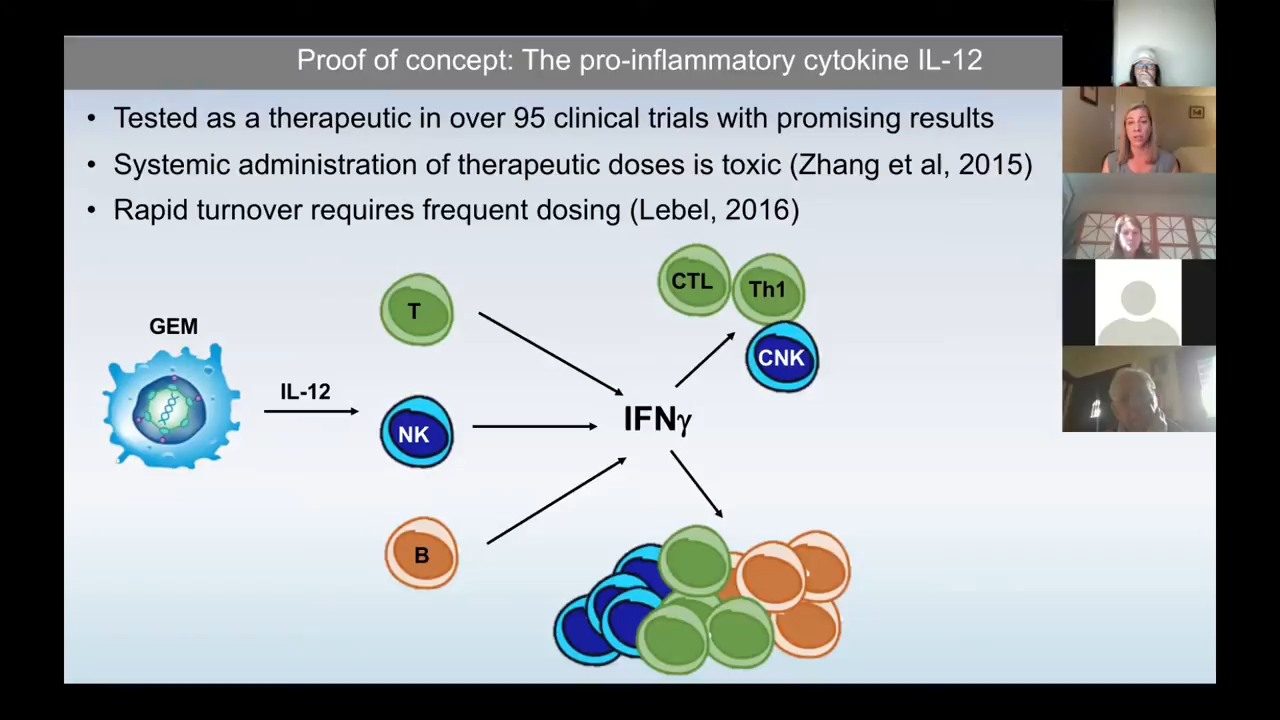 Proof of concept: The pro-inflammatory cytokine IL-12
• Tested as a therapeutic in over 95 clinical trials with promising results
• Systemic administration of therapeutic doses is toxic (Zhang et al, 2015)
• Rapid turnover requires frequent dosing (Lebel, 2016)
GEM
IL-12
T
NK
B
IFNγ
CTL
Th1
CNK